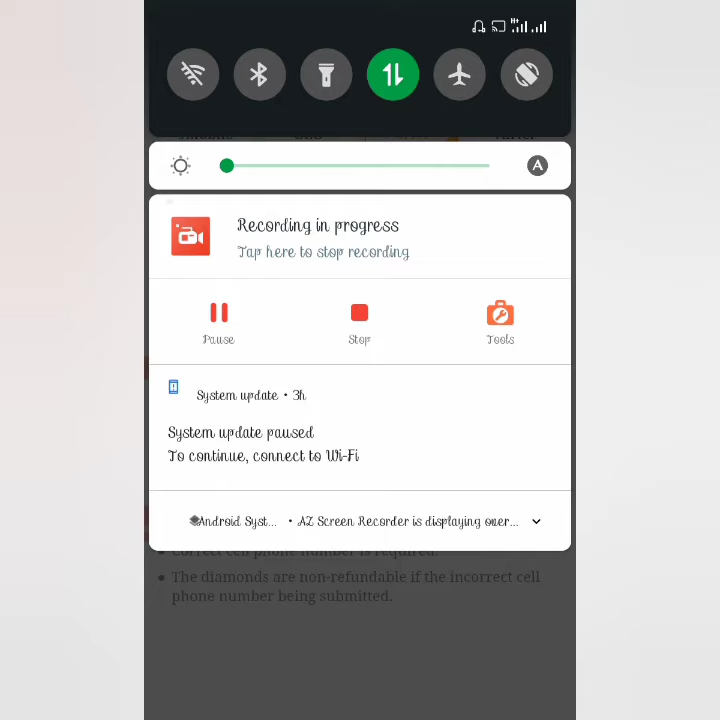 H+
A
Recording in progress
Tap here to stop recording
Pause
Stop
Tools
System update • 3h
System update paused
To continue, connect to Wi-Fi
Android Syst... • AZ Screen Recorder is displaying over...
• Correct cell phone number is required.
• The diamonds are non-refundable if the incorrect cell
phone number being submitted.